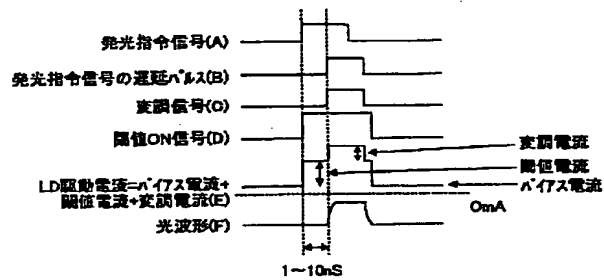 発光指令信号(A)
発光指令信号の遅延パルス(B)
変調信号(C)
閾値ON信号(D)
変調電流
閾値電流
LD駆動電流=バイアス電流+
バイアス電流
閾値電流+変調電流(E)
0mA
光波形(F)
1~10nS